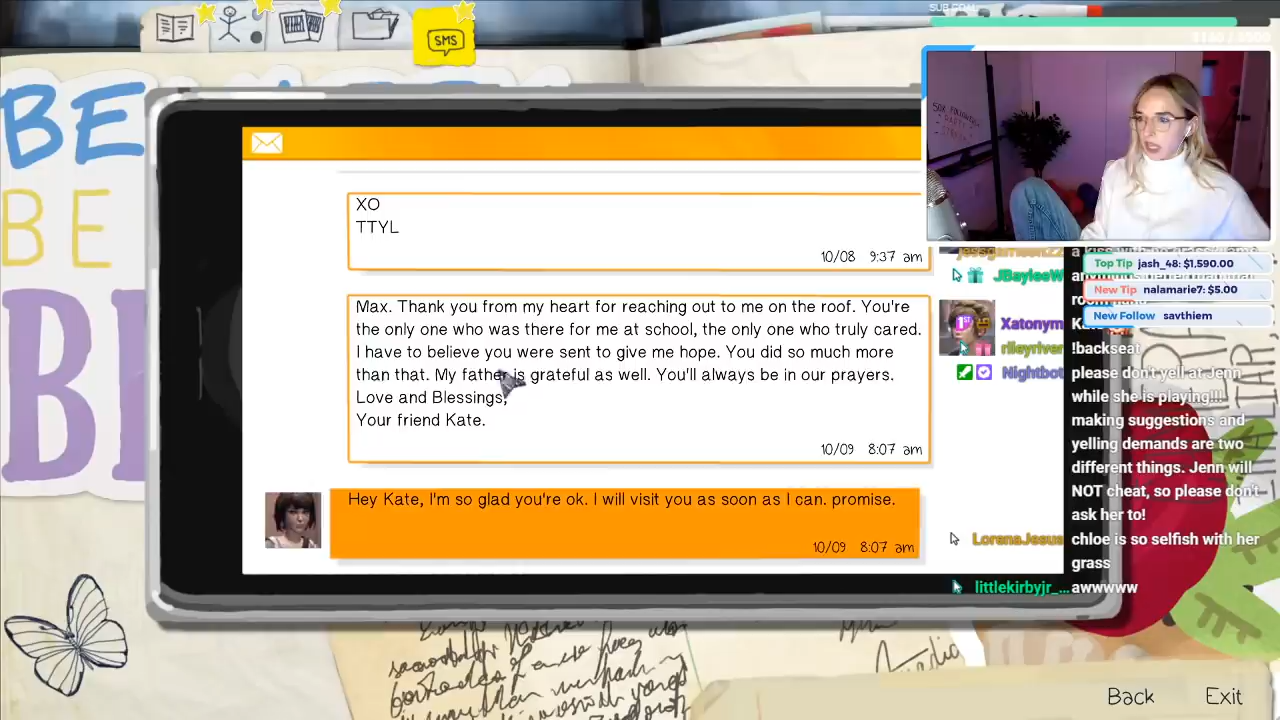 SUB GOAL
SMS
BE
BE
XO
TTYL
10/08 9:37 am
Max. Thank you from my heart for reaching out to me on the roof. You're
the only one who was there for me at school, the only one who truly cared.
I have to believe you were sent to give me hope. You did so much more
than that. My father is grateful as well. You'll always be in our prayers.
Love and Blessings,
Your friend Kate.
10/09 8:07 am
Hey Kate, I'm so glad you're ok. I will visit you as soon as I can. promise.
10/09 8:07 am
Top Tip jash_48: $1,590.00
New Tip nalamarie7: $5.00
New Follow savthiem
JBayleeW
Xatonym
rileyriver
!backseat
Nightbot
please don't yell at Jenn
while she is playing!!!
making suggestions and
yelling demands are two
different things. Jenn will
NOT cheat, so please don't
ask her to!
LorenaJesus
chloe is so selfish with her
grass
littlekirbyjr_...
awwwww
Back
Exit